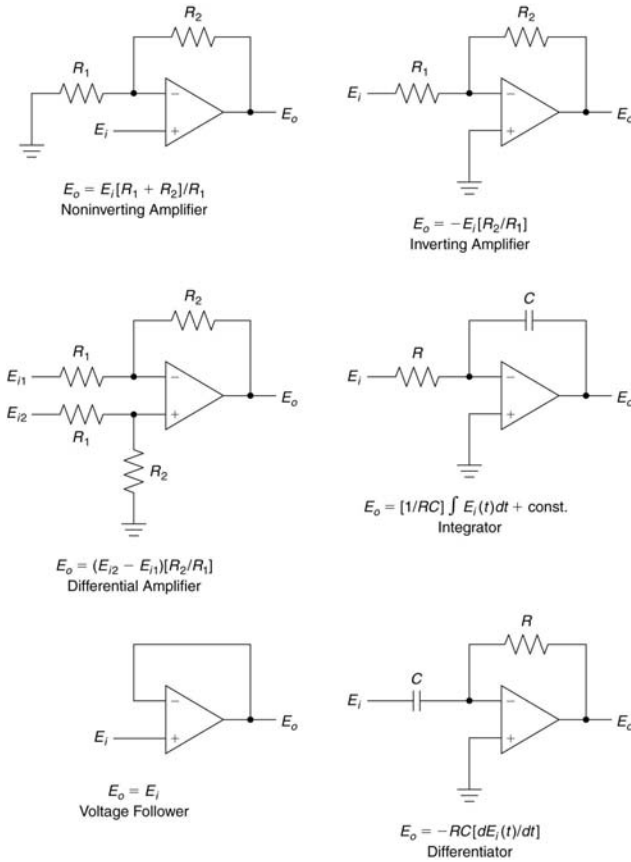 R2
R1
−
Ei
+
Eo
Eo = Ei[R1 + R2]/R1
Noninverting Amplifier
R2
Ei
R1
−
+
Eo
Eo = −Ei[R2/R1]
Inverting Amplifier
R2
R1
Ei1
−
Ei2
+
Eo
R1
R2
Eo = (Ei2 − Ei1)[R2/R1]
Differential Amplifier
C
R
Ei
−
+
Eo
Eo = [1/RC] ∫ Ei(t)dt + const.
Integrator
−
Ei
+
Eo
Eo = Ei
Voltage Follower
R
C
Ei
−
+
Eo
Eo = −RC[dEi(t)/dt]
Differentiator